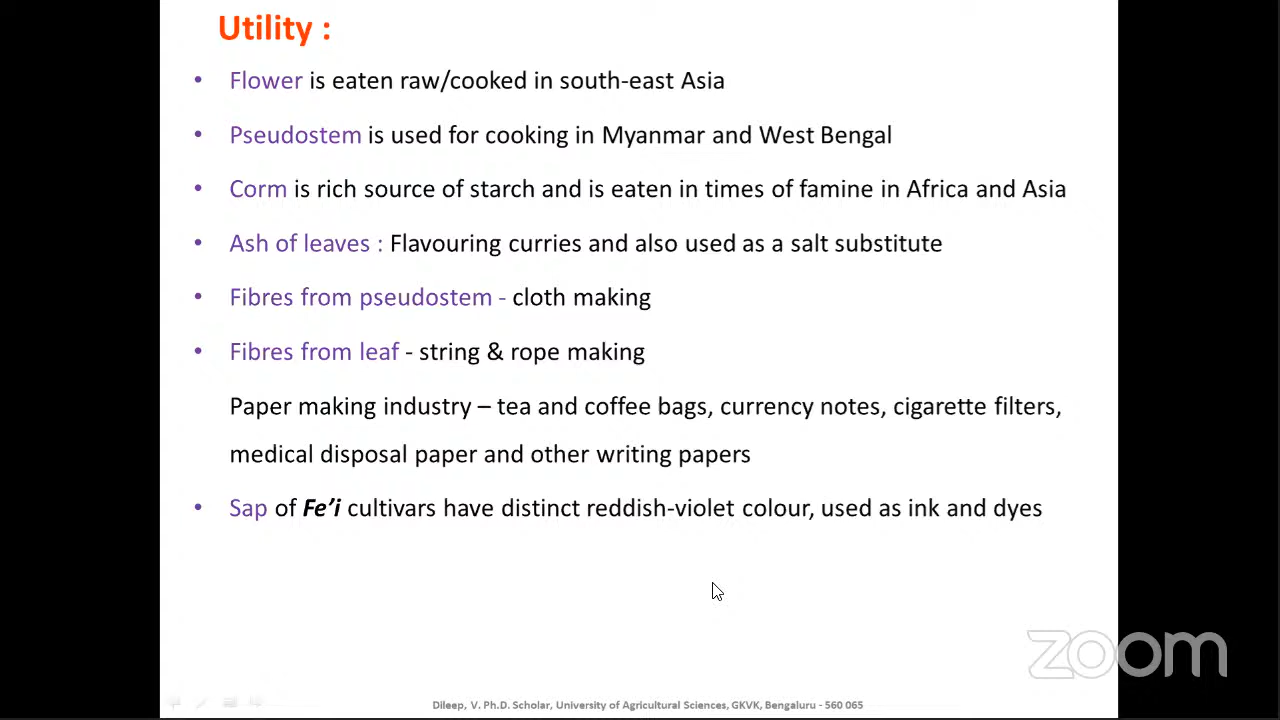 Utility :
• Flower is eaten raw/cooked in south-east Asia
• Pseudostem is used for cooking in Myanmar and West Bengal
• Corm is rich source of starch and is eaten in times of famine in Africa and Asia
• Ash of leaves : Flavouring curries and also used as a salt substitute
• Fibres from pseudostem - cloth making
• Fibres from leaf - string & rope making
Paper making industry – tea and coffee bags, currency notes, cigarette filters,
medical disposal paper and other writing papers
• Sap of Fe’i cultivars have distinct reddish-violet colour, used as ink and dyes
zoom
Dileep, V. Ph.D. Scholar, University of Agricultural Sciences, GKVK, Bengaluru - 560 065